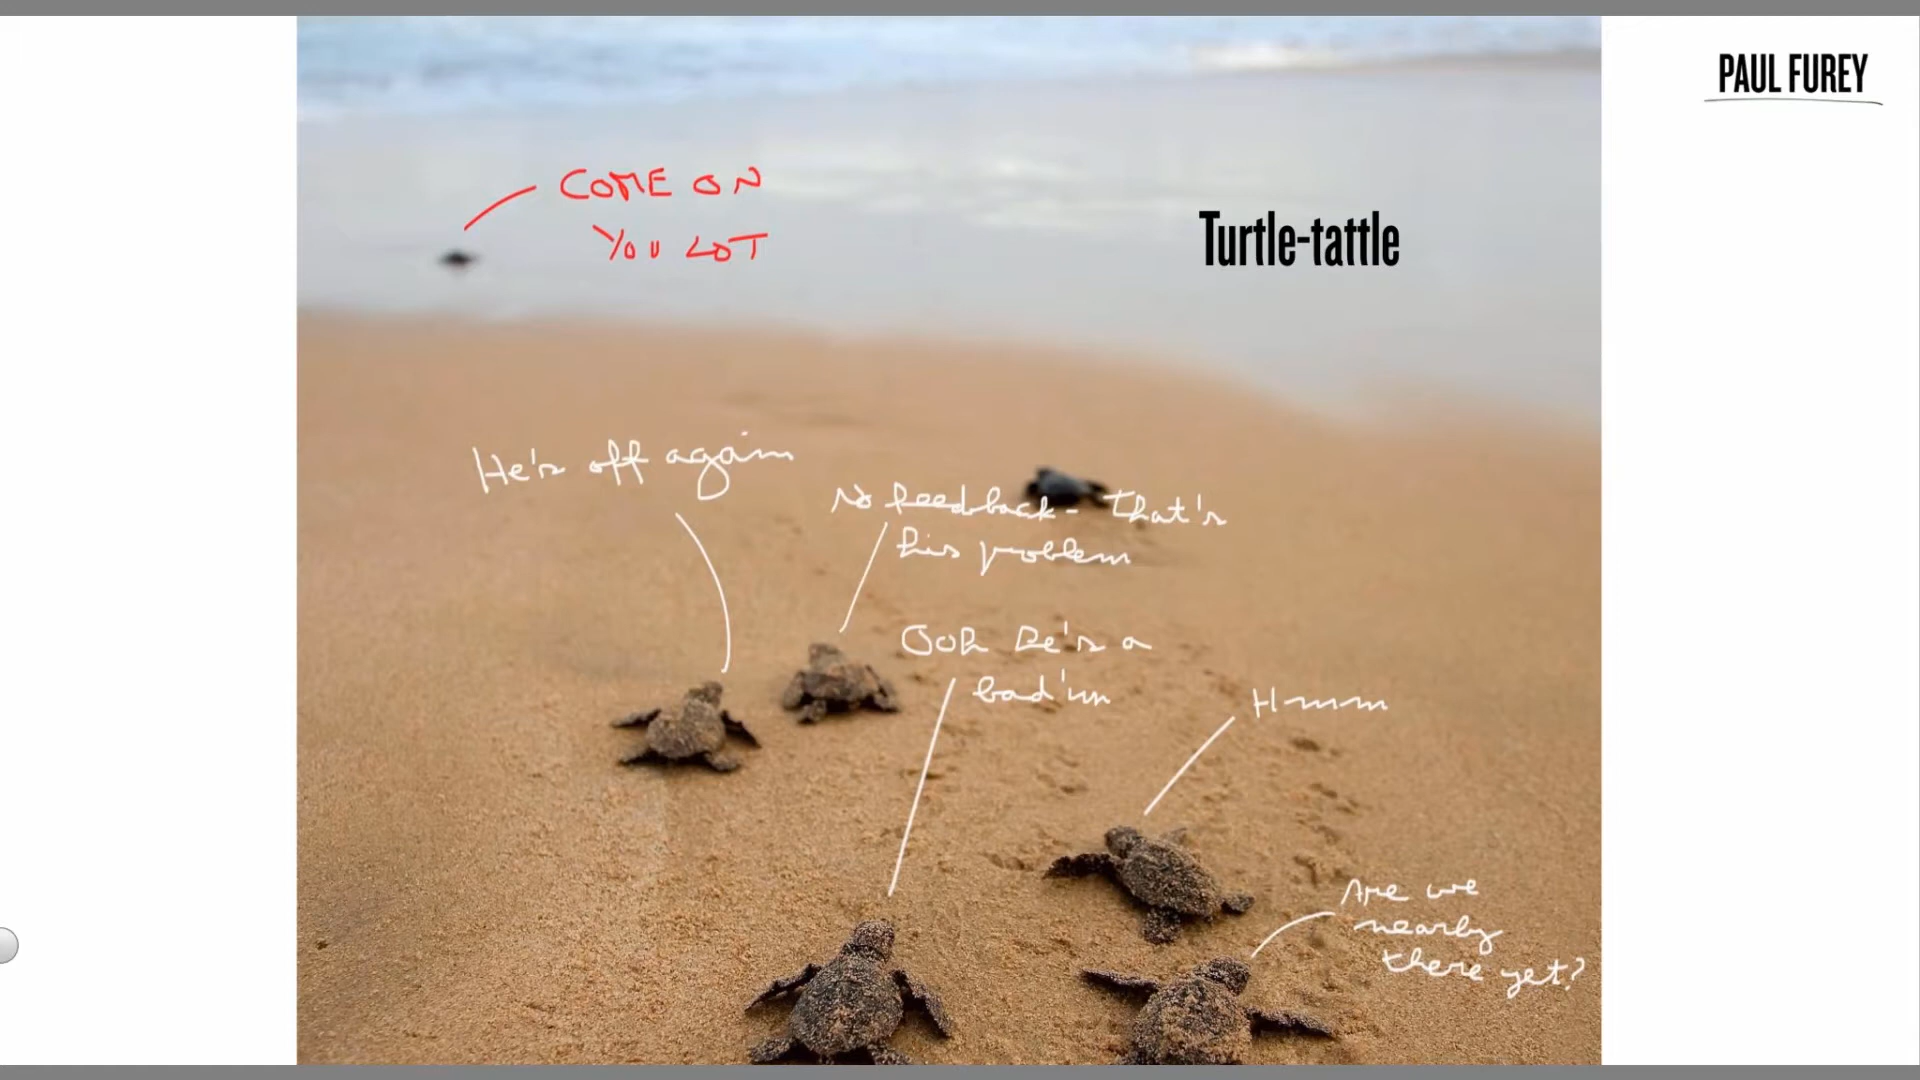 PAUL FUREY
COME ON
YOU LOT
Turtle-tattle
He's off again
No feedback - that's
his problem
Ooh he's a
bad'un
Hmmm
Are we
nearly
there yet?